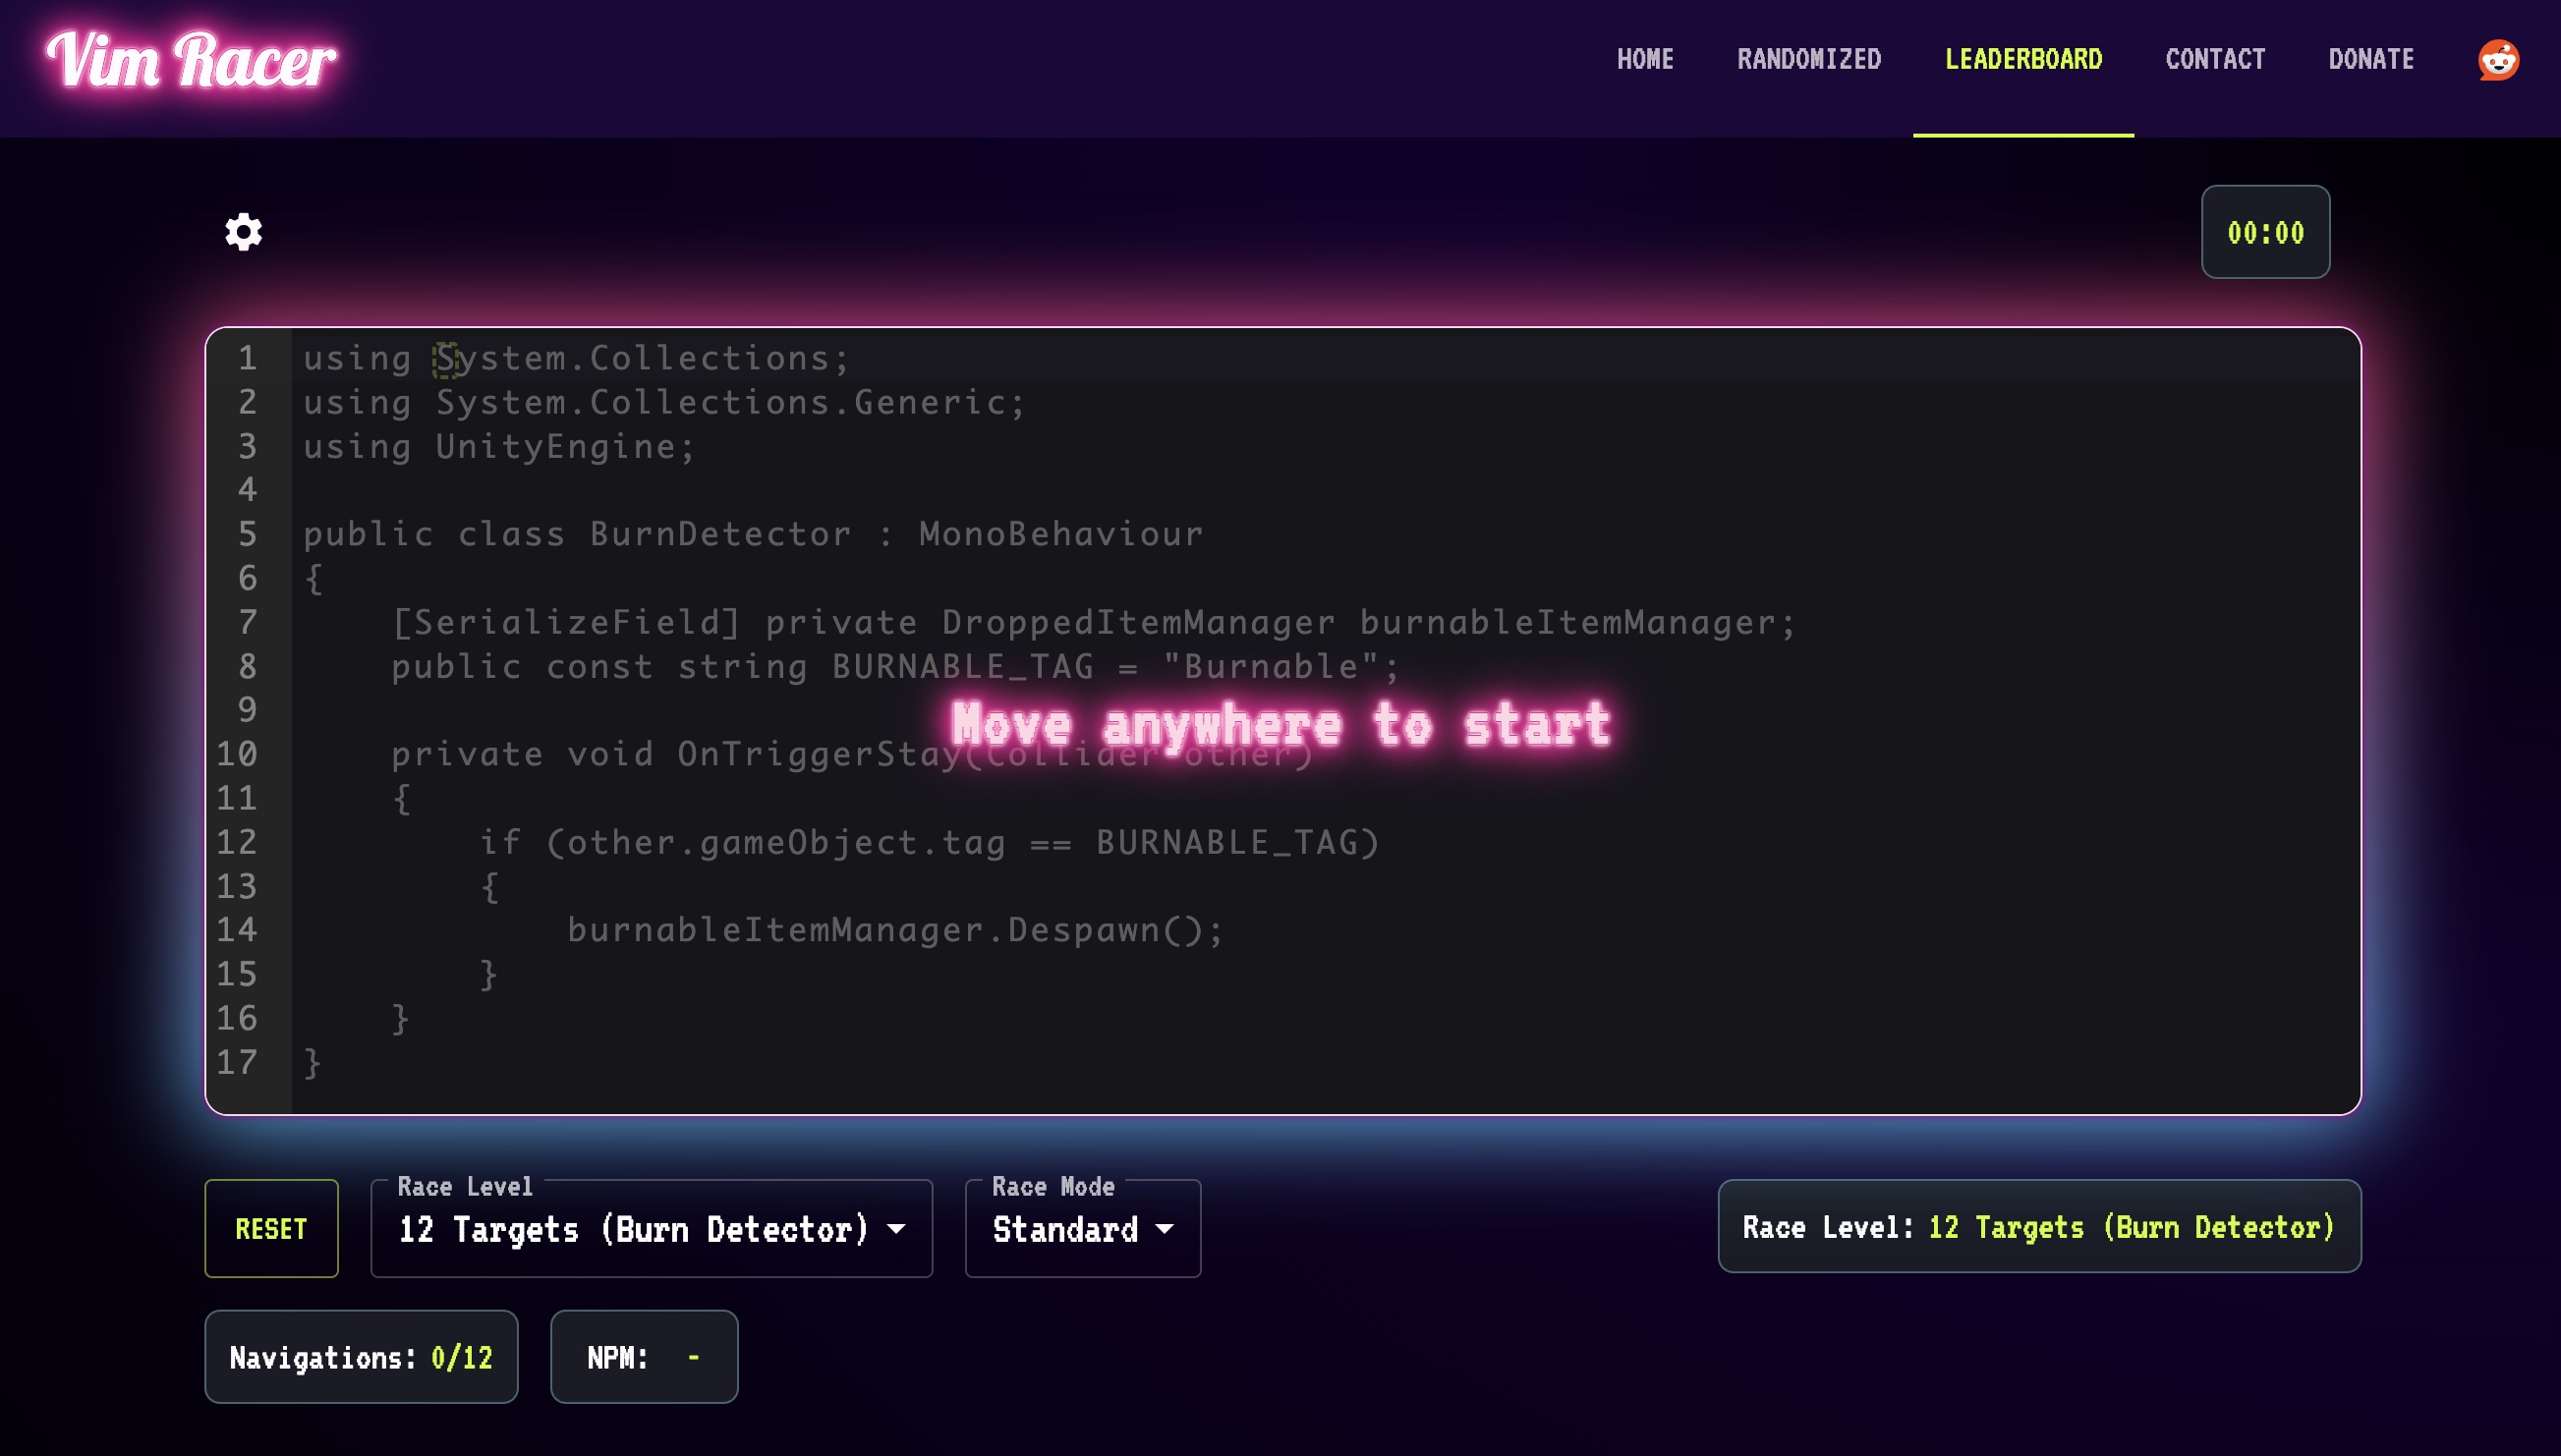 Vim Racer
HOME RANDOMIZED LEADERBOARD CONTACT DONATE
00:00
1 using System.Collections;
2 using System.Collections.Generic;
3 using UnityEngine;
4
5 public class BurnDetector : MonoBehaviour
6 {
7     [SerializeField] private DroppedItemManager burnableItemManager;
8     public const string BURNABLE_TAG = "Burnable";
9
Move anywhere to start
10     private void OnTriggerStay(Collider other)
11     {
12         if (other.gameObject.tag == BURNABLE_TAG)
13         {
14             burnableItemManager.Despawn();
15         }
16     }
17 }
RESET
Race Level
12 Targets (Burn Detector)
Race Mode
Standard
Race Level: 12 Targets (Burn Detector)
Navigations: 0/12
NPM: -